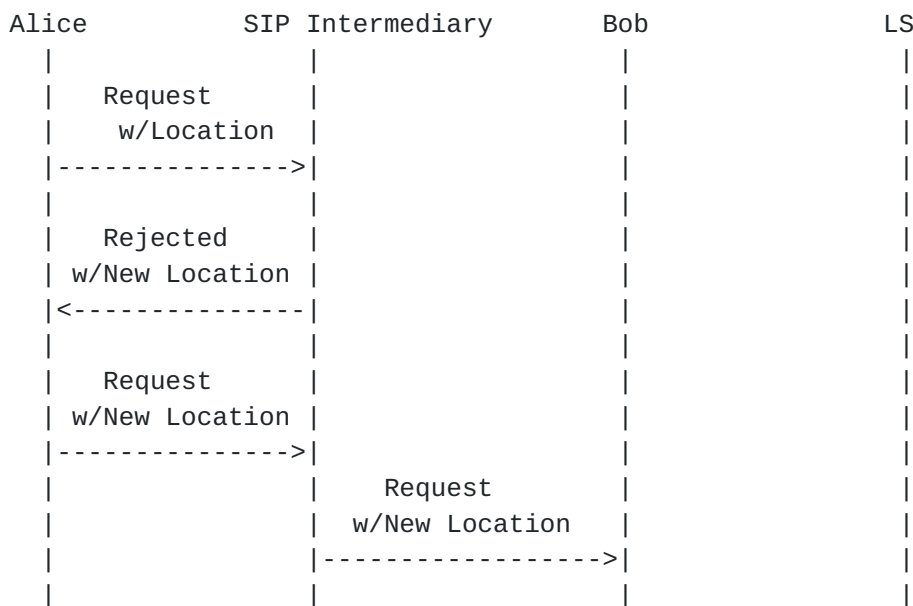 Alice          SIP Intermediary       Bob               LS
  |                |                   |                 |
  |   Request      |                   |                 |
  |    w/Location  |                   |                 |
  |--------------->|                   |                 |
  |                |                   |                 |
  |   Rejected     |                   |                 |
  | w/New Location |                   |                 |
  |<---------------|                   |                 |
  |                |                   |                 |
  |   Request      |                   |                 |
  | w/New Location |                   |                 |
  |--------------->|                   |                 |
  |                |    Request        |                 |
  |                |  w/New Location   |                 |
  |                |------------------>|                 |
  |                |                   |                 |